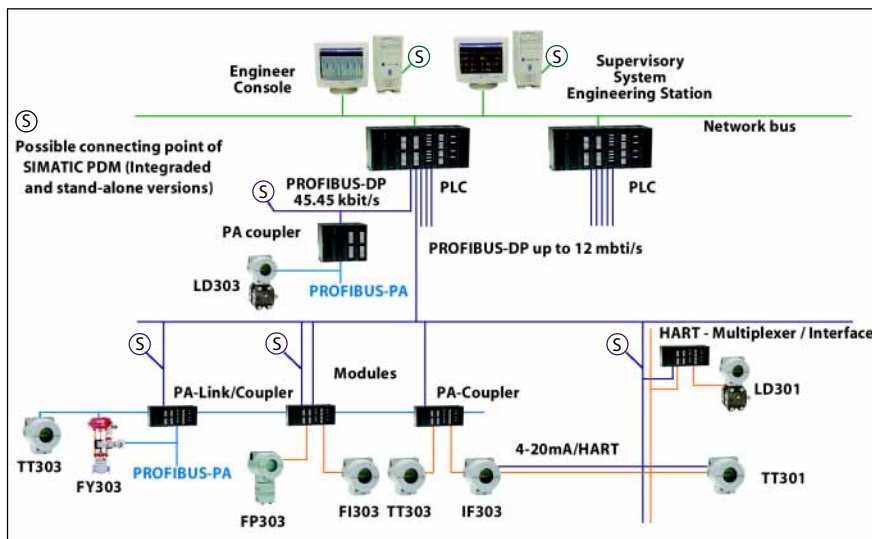 Engineer
Console
S
S
Supervisory
System
Engineering Station
Network bus
S
Possible connecting point of
SIMATIC PDM (Integraded
and stand-alone versions)
PLC
PLC
S
PROFIBUS-DP
45.45 kbit/s
PA coupler
PROFIBUS-DP up to 12 mbti/s
LD303
PROFIBUS-PA
S
S
S
HART - Multiplexer / Interface
PA-Link/Coupler
Modules
PA-Coupler
LD301
TT303
FY303
PROFIBUS-PA
FP303
FI303
TT303
IF303
4-20mA/HART
TT301